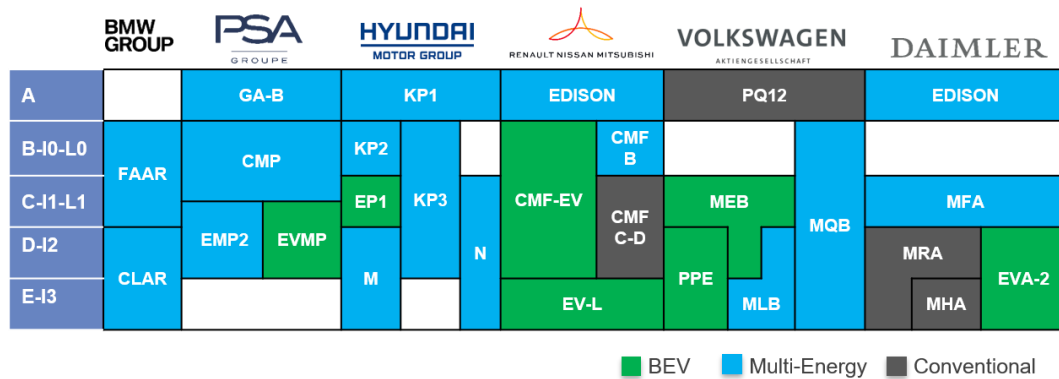 BMW
GROUP
PSA
GROUPE
HYUNDAI
MOTOR GROUP
RENAULT NISSAN MITSUBISHI
VOLKSWAGEN
AKTIENGESELLSCHAFT
DAIMLER
A
GA-B
KP1
EDISON
PQ12
EDISON
B-I0-L0
FAAR
CMP
KP2
KP3
CMF
B
C-I1-L1
EP1
CMF-EV
CMF
C-D
MEB
MQB
MFA
D-I2
EMP2
EVMP
N
MRA
E-I3
CLAR
M
EV-L
PPE
MLB
MHA
EVA-2
BEV
Multi-Energy
Conventional